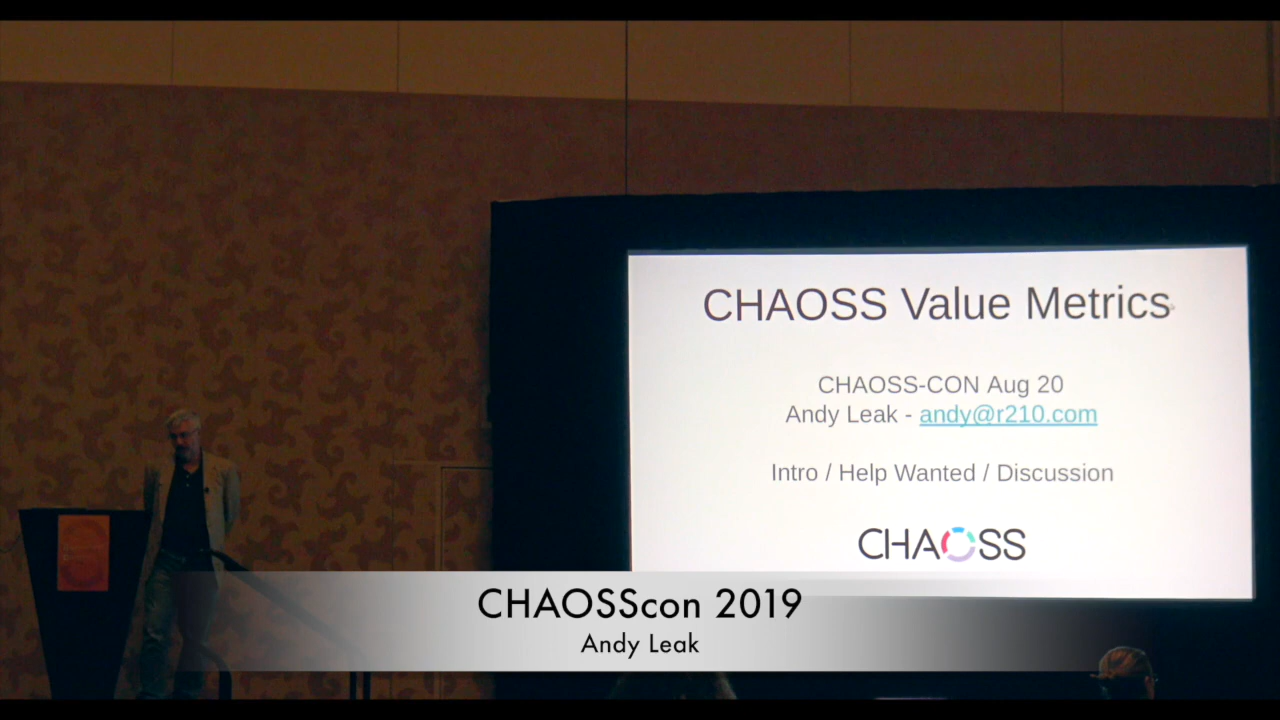 CHAOSS Value Metrics
CHAOSS-CON Aug 20
Andy Leak - andy@r210.com
Intro / Help Wanted / Discussion
CHAOSS
CHAOSScon 2019
Andy Leak